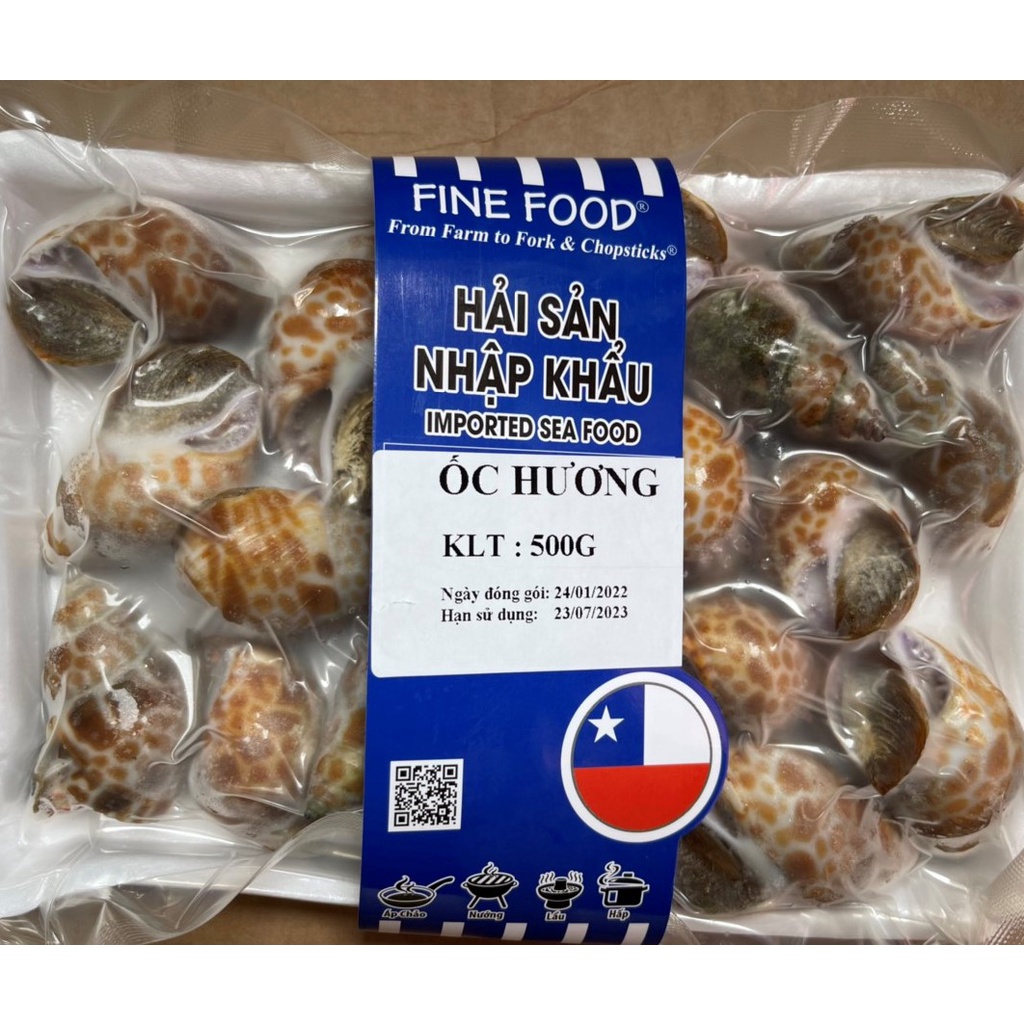 FINE FOOD®
From Farm to Fork & Chopsticks®
HẢI SẢN
NHẬP KHẨU
IMPORTED SEA FOOD
ỐC HƯƠNG
KLT : 500G
Ngày đóng gói: 24/01/2022
Hạn sử dụng: 23/07/2023
Áp Chảo Nướng Lẩu Hấp